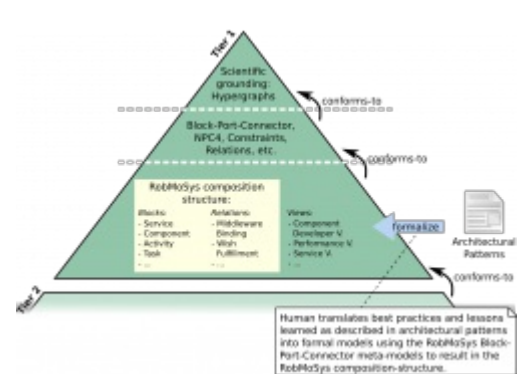 Tier 1
Scientific
grounding:
Hypergraphs
conforms-to
Block-Port-Connector,
NPC4, Constraints,
Relations, etc.
conforms-to
RobMoSys composition
structure:
Blocks:
- Service
- Component
- Activity
- Task
- ...
Relations:
- Middleware
Binding
- Wish
Fulfillment
- ...
Views:
- Component
Developer V.
- Performance V.
- Service V.
- ...
formalize
Architectural
Patterns
conforms-to
Tier 2
Human translates best practices and lessons
learned as described in architectural patterns
into formal models using the RobMoSys Block-
Port-Connector meta-models to result in the
RobMoSys composition-structure.